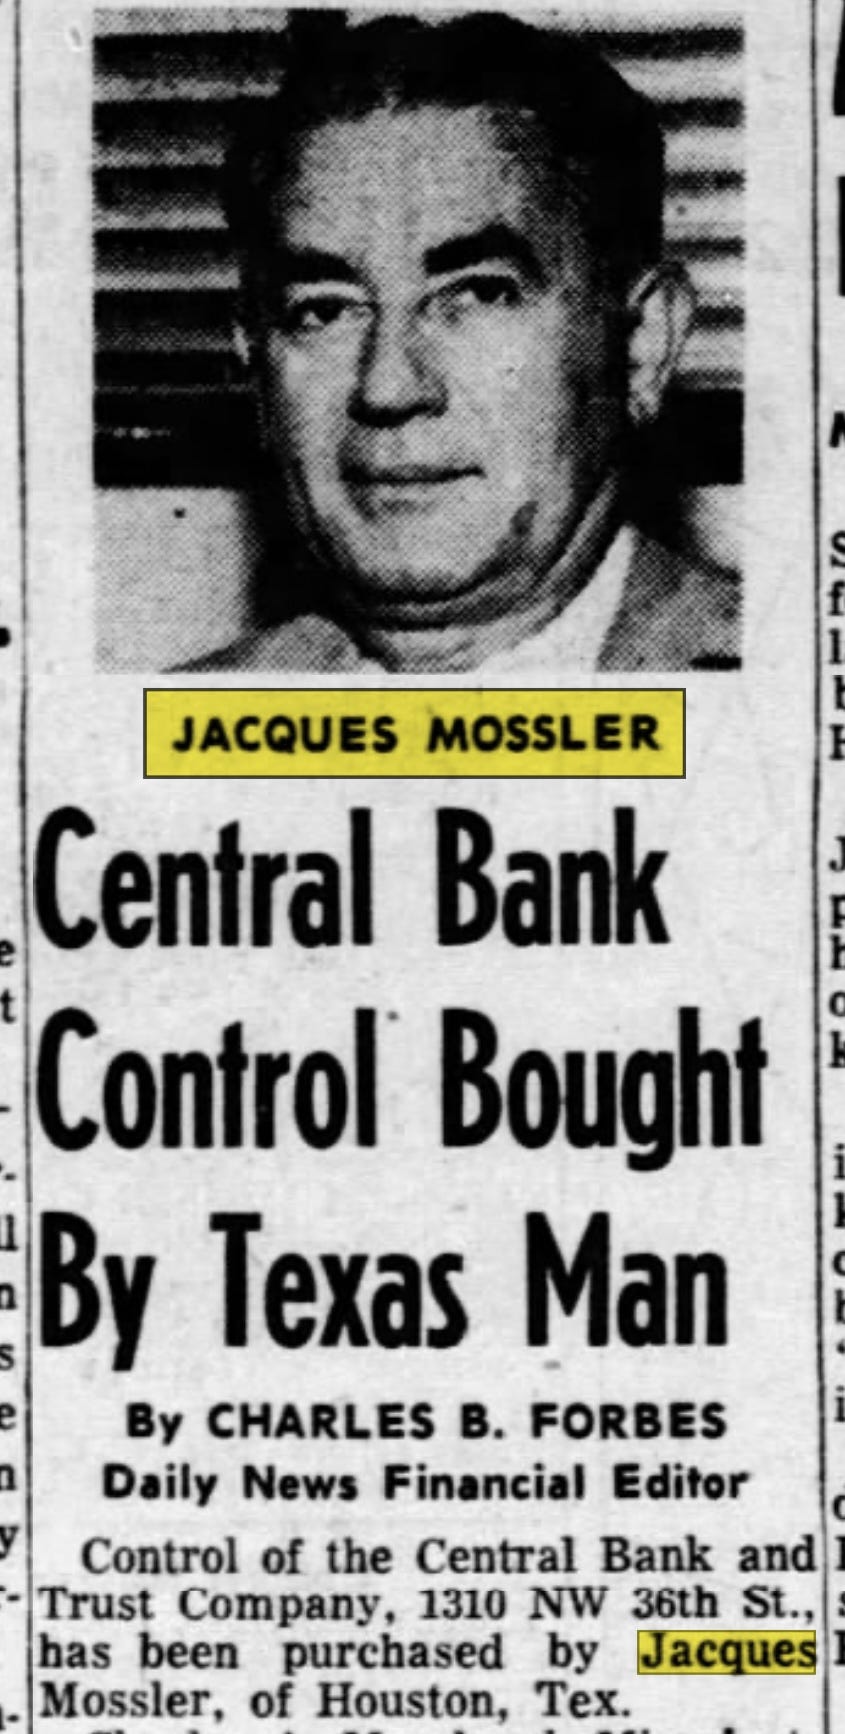 JACQUES MOSSLER
Central Bank
Control Bought
By Texas Man
By CHARLES B. FORBES
Daily News Financial Editor
Control of the Central Bank and
Trust Company, 1310 NW 36th St.,
has been purchased by Jacques
Mossler, of Houston, Tex.